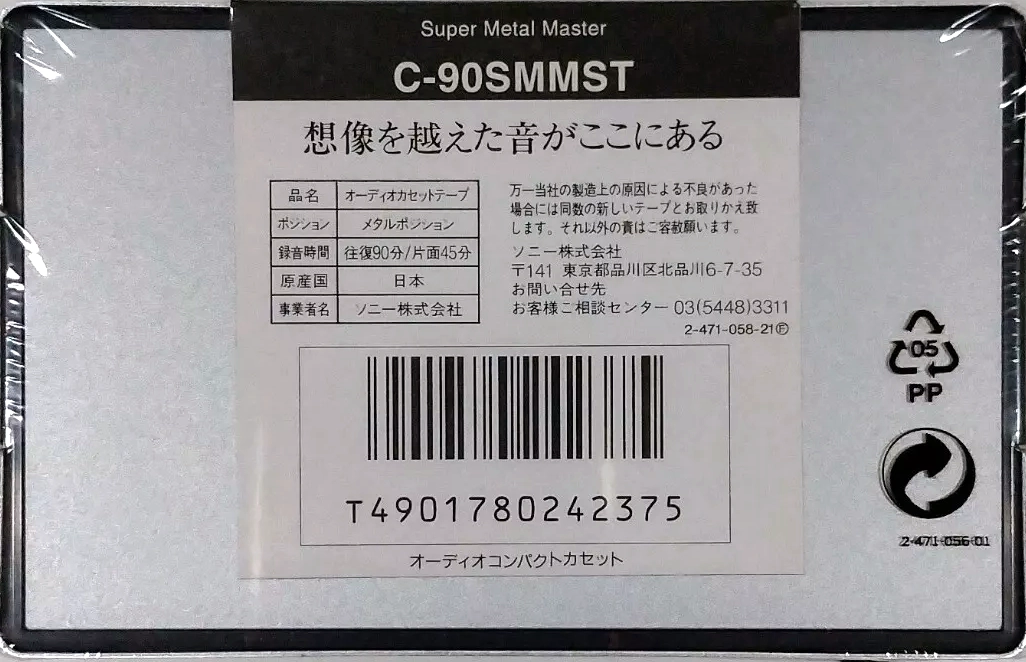 Super Metal Master
C-90SMMST
想像を越えた音がここにある
品名 オーディオカセットテープ
ポジション メタルポジション
録音時間 往復90分/片面45分
原産国 日本
事業者名 ソニー株式会社
万一当社の製造上の原因による不良があった
場合には同数の新しいテープとお取りかえ致
します。それ以外の責はご容赦願います。
ソニー株式会社
〒141 東京都品川区北品川6-7-35
お問い合せ先
お客様ご相談センター 03(5448)3311
2-471-058-21Ⓕ
T4901780242375
オーディオコンパクトカセット
05
PP
2-471-056-01